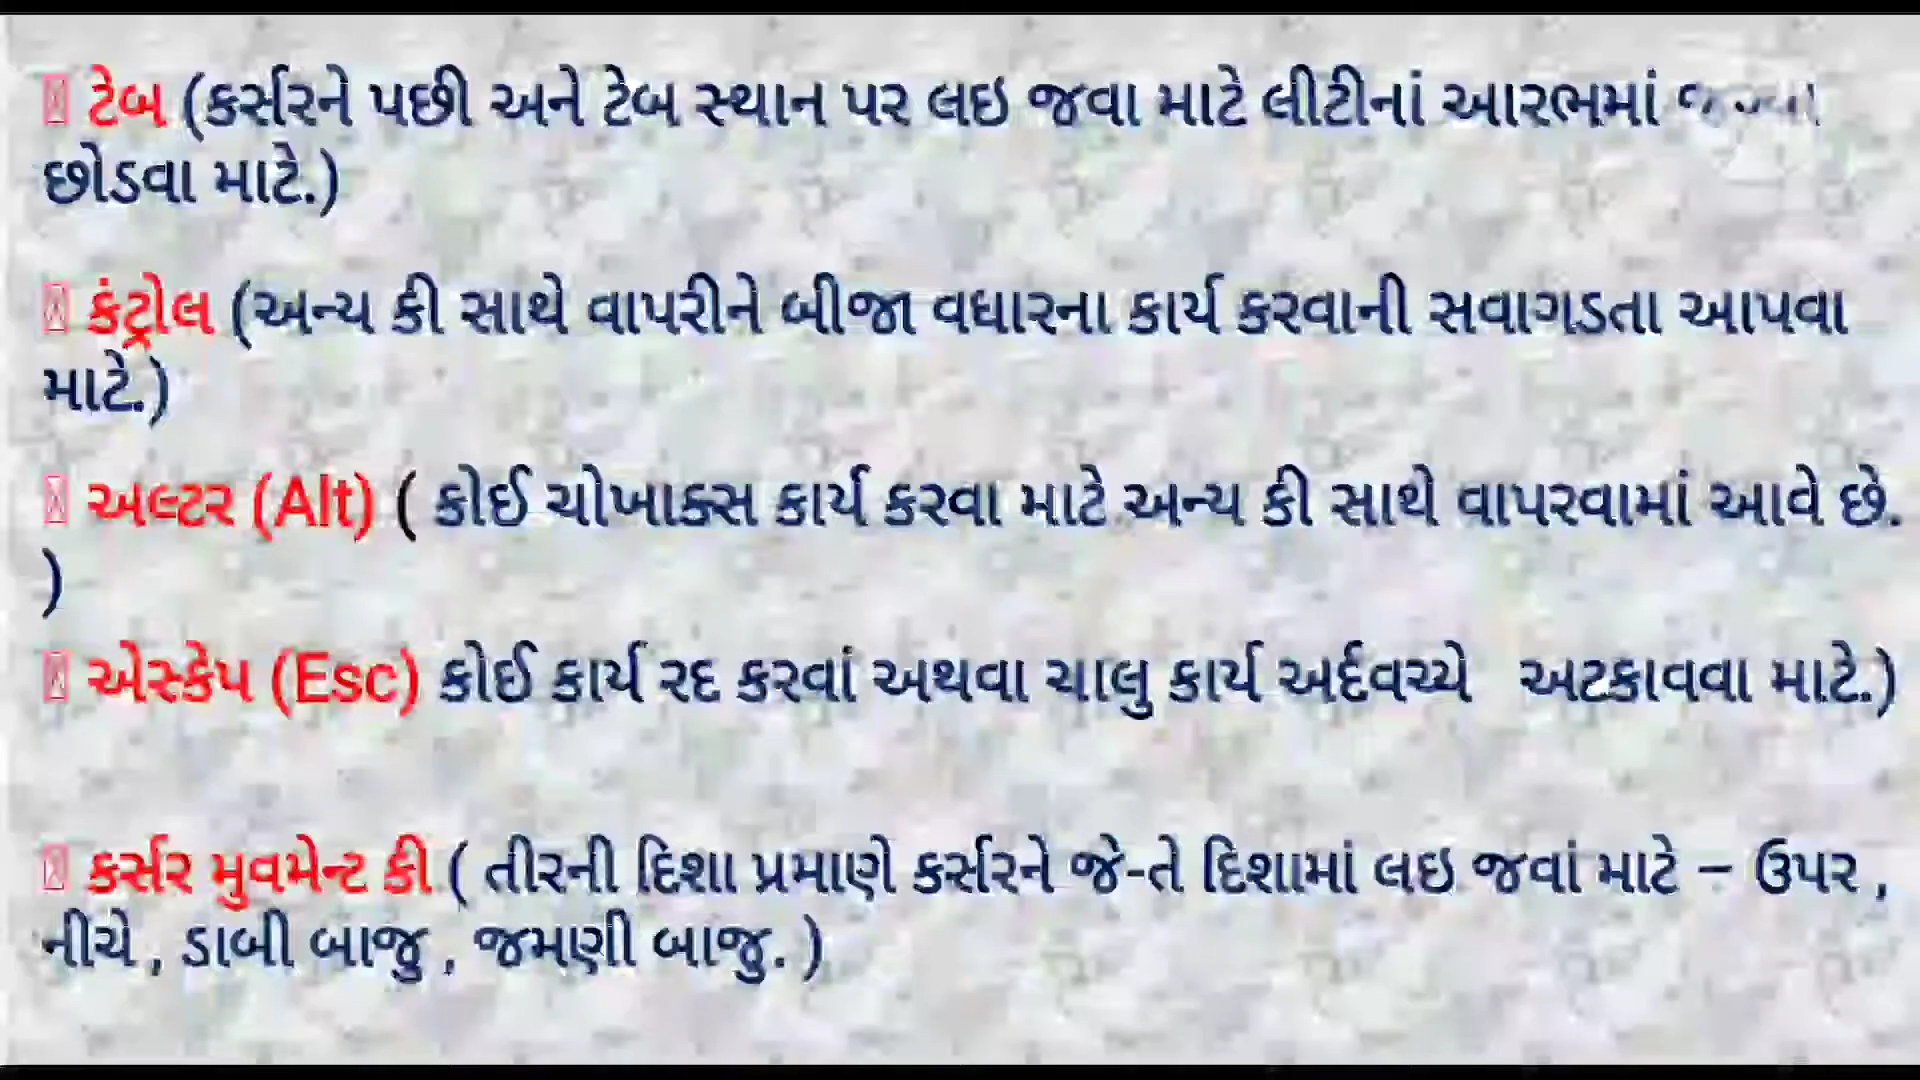 ટેબ (કર્સરને પછી અને ટેબ સ્થાન પર લઇ જવા માટે લીટીનાં આરભમાં
છોડવા માટે.)
કંટ્રોલ (અન્ય કી સાથે વાપરીને બીજા વધારના કાર્ય કરવાની સવાગડતા આપવા
માટે.)
અલ્ટર (Alt) ( કોઈ ચોખાક્સ કાર્ય કરવા માટે અન્ય કી સાથે વાપરવામાં આવે છે.
)
એસ્કેપ (Esc) કોઈ કાર્ય રદ કરવાં અથવા ચાલુ કાર્ય અર્દવચ્ચે અટકાવવા માટે.)
કર્સર મુવમેન્ટ કી ( તીરની દિશા પ્રમાણે કર્સરને જે-તે દિશામાં લઇ જવાં માટે – ઉપર ,
નીચે , ડાબી બાજુ , જમણી બાજુ. )